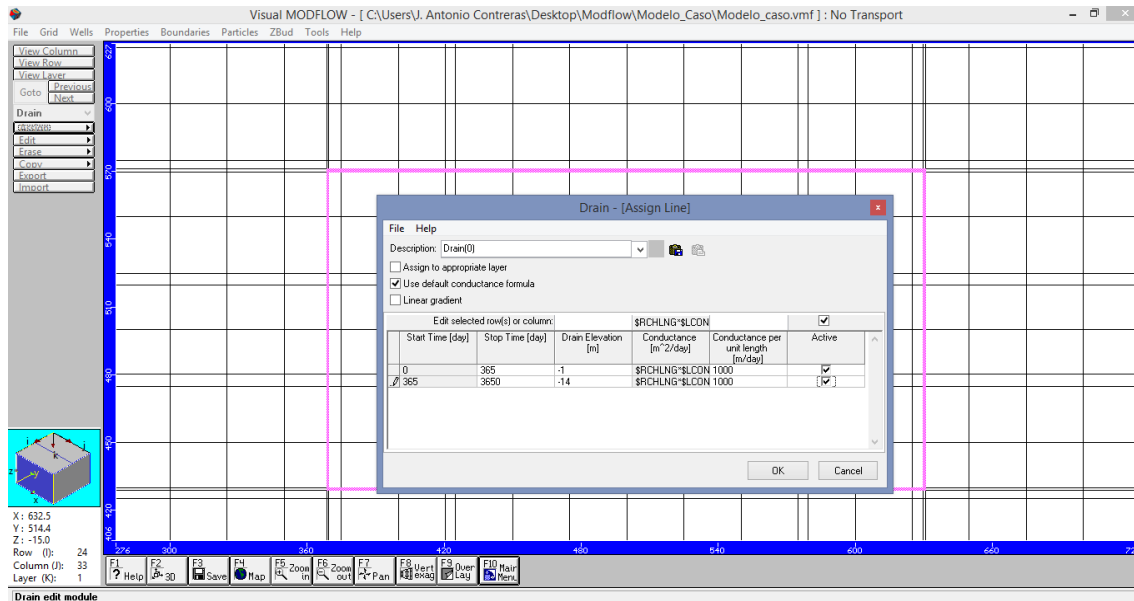 Visual MODFLOW - [ C:\Users\J. Antonio Contreras\Desktop\Modflow\Modelo_Caso\Modelo_caso.vmf ] : No Transport
File Grid Wells Properties Boundaries Particles ZBud Tools Help
View Column
View Row
View Layer
Goto Previous
Next
Drain
Edit
Erase
Copy
Export
Import
627
600
570
540
510
480
450
420
406
Drain - [Assign Line]
File Help
Description: Drain(0)
Assign to appropriate layer
Use default conductance formula
Linear gradient
Edit selected row(s) or column: $RCHLNG*$LCON
Start Time [day] Stop Time [day] Drain Elevation [m] Conductance [m^2/day] Conductance per unit length [m/day] Active
0 365 -1 $RCHLNG*$LCON 1000
365 3650 -14 $RCHLNG*$LCON 1000
OK Cancel
X: 632.5
Y: 514.4
Z: -15.0
Row (I): 24
Column (J): 33
Layer (K): 1
276 300 360 420 480 540 600 660 72
F1 ? Help F2 3D F3 Save F4 Map F5 Zoom in F6 Zoom out F7 Pan F8 Vert exag F9 Over Lay F10 Main Menu
Drain edit module